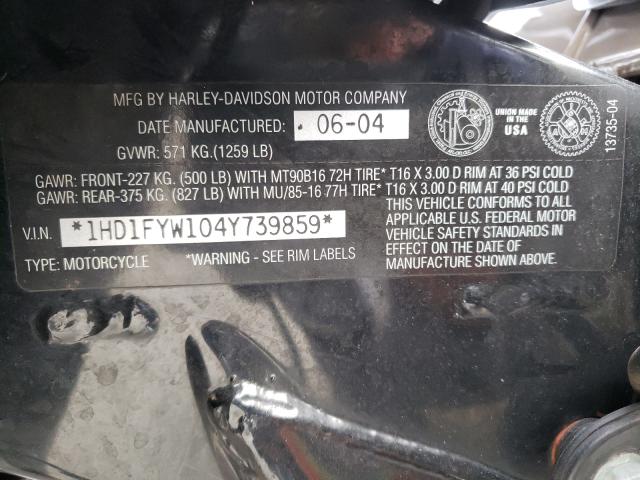 MFG BY HARLEY-DAVIDSON MOTOR COMPANY
DATE MANUFACTURED: 06-04
GVWR: 571 KG.(1259 LB)
UNION MADE
IN THE
USA
13735-04
GAWR: FRONT-227 KG. (500 LB) WITH MT90B16 72H TIRE* T16 X 3.00 D RIM AT 36 PSI COLD
GAWR: REAR-375 KG. (827 LB) WITH MU/85-16 77H TIRE* T16 X 3.00 D RIM AT 40 PSI COLD
THIS VEHICLE CONFORMS TO ALL
APPLICABLE U.S. FEDERAL MOTOR
VEHICLE SAFETY STANDARDS IN
EFFECT ON THE DATE OF
MANUFACTURE SHOWN ABOVE.
V.I.N. *1HD1FYW104Y739859*
TYPE: MOTORCYCLE *WARNING - SEE RIM LABELS